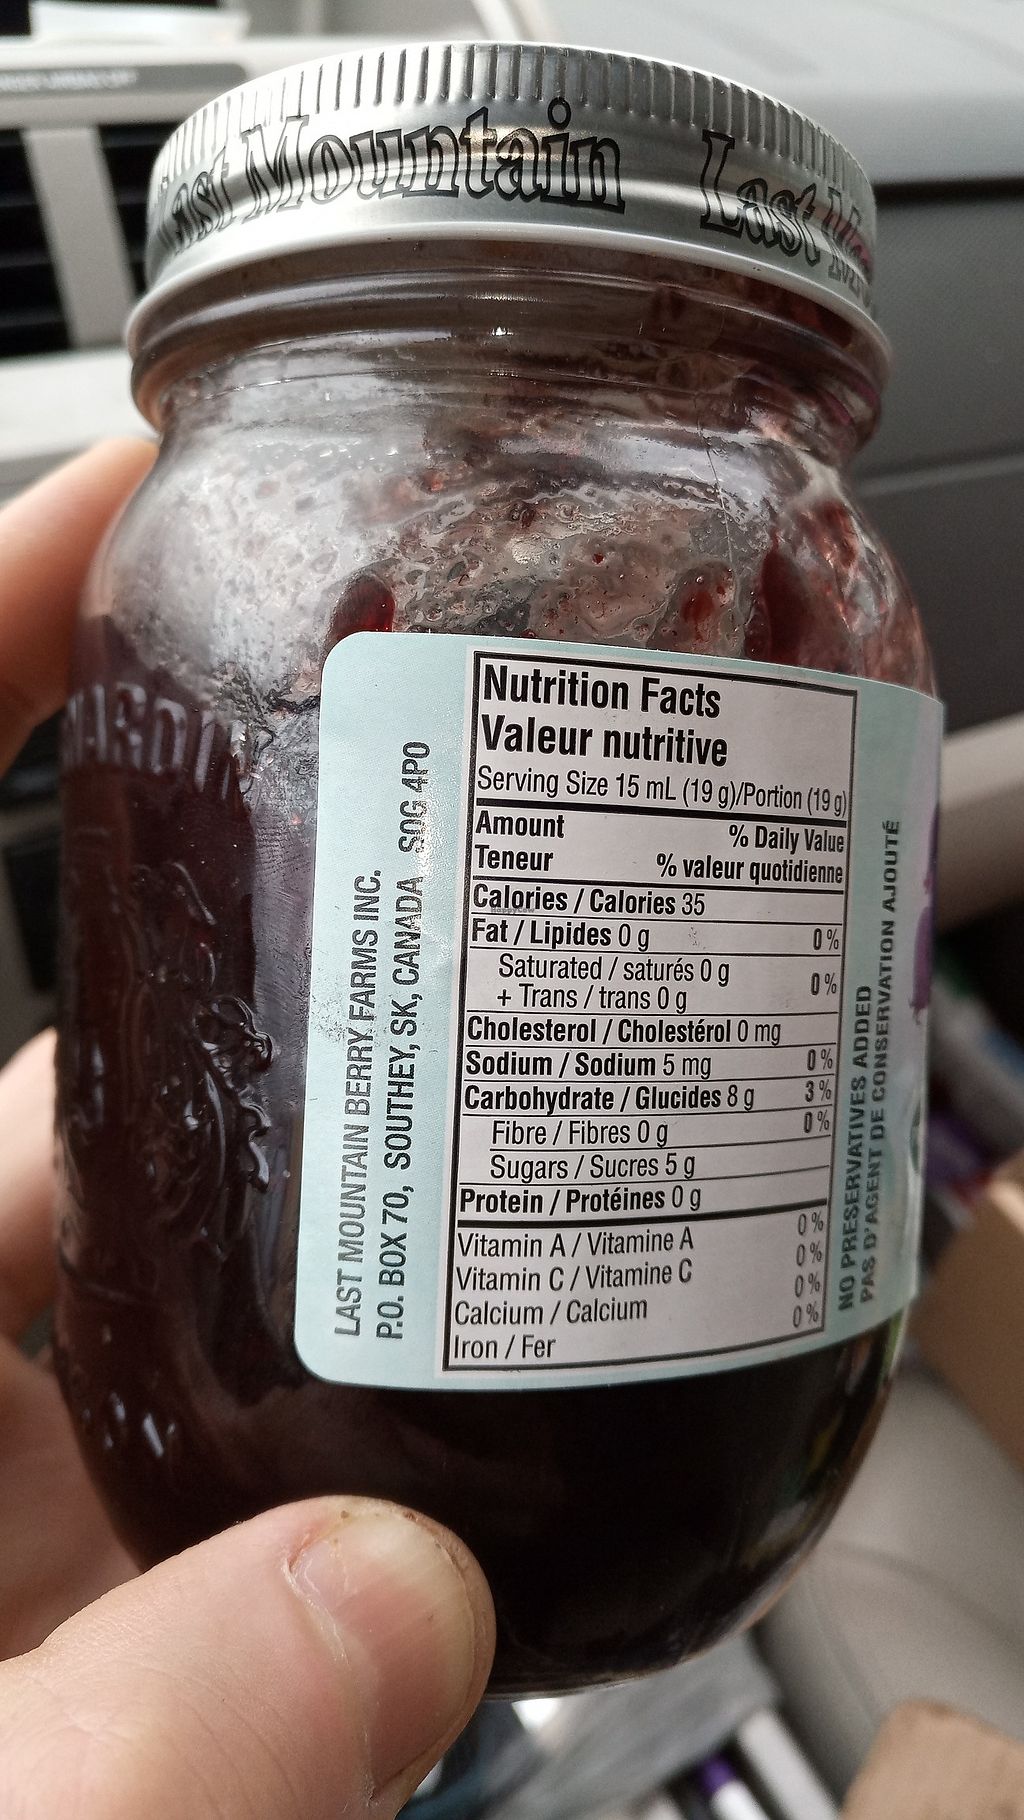 Last Mountain Last
Nutrition Facts
Valeur nutritive
Serving Size 15 mL (19 g)/Portion (19 g)
Amount % Daily Value
Teneur % valeur quotidienne
Calories / Calories 35
Fat / Lipides 0 g 0 %
Saturated / saturés 0 g 0 %
+ Trans / trans 0 g
Cholesterol / Cholestérol 0 mg
Sodium / Sodium 5 mg 0 %
Carbohydrate / Glucides 8 g 3 %
Fibre / Fibres 0 g 0 %
Sugars / Sucres 5 g
Protein / Protéines 0 g
Vitamin A / Vitamine A 0 %
Vitamin C / Vitamine C 0 %
Calcium / Calcium 0 %
Iron / Fer 0 %
LAST MOUNTAIN BERRY FARMS INC.
P.O. BOX 70, SOUTHEY, SK, CANADA S0G 4P0
NO PRESERVATIVES ADDED
PAS D'AGENT DE CONSERVATION AJOUTÉ
HappyCow